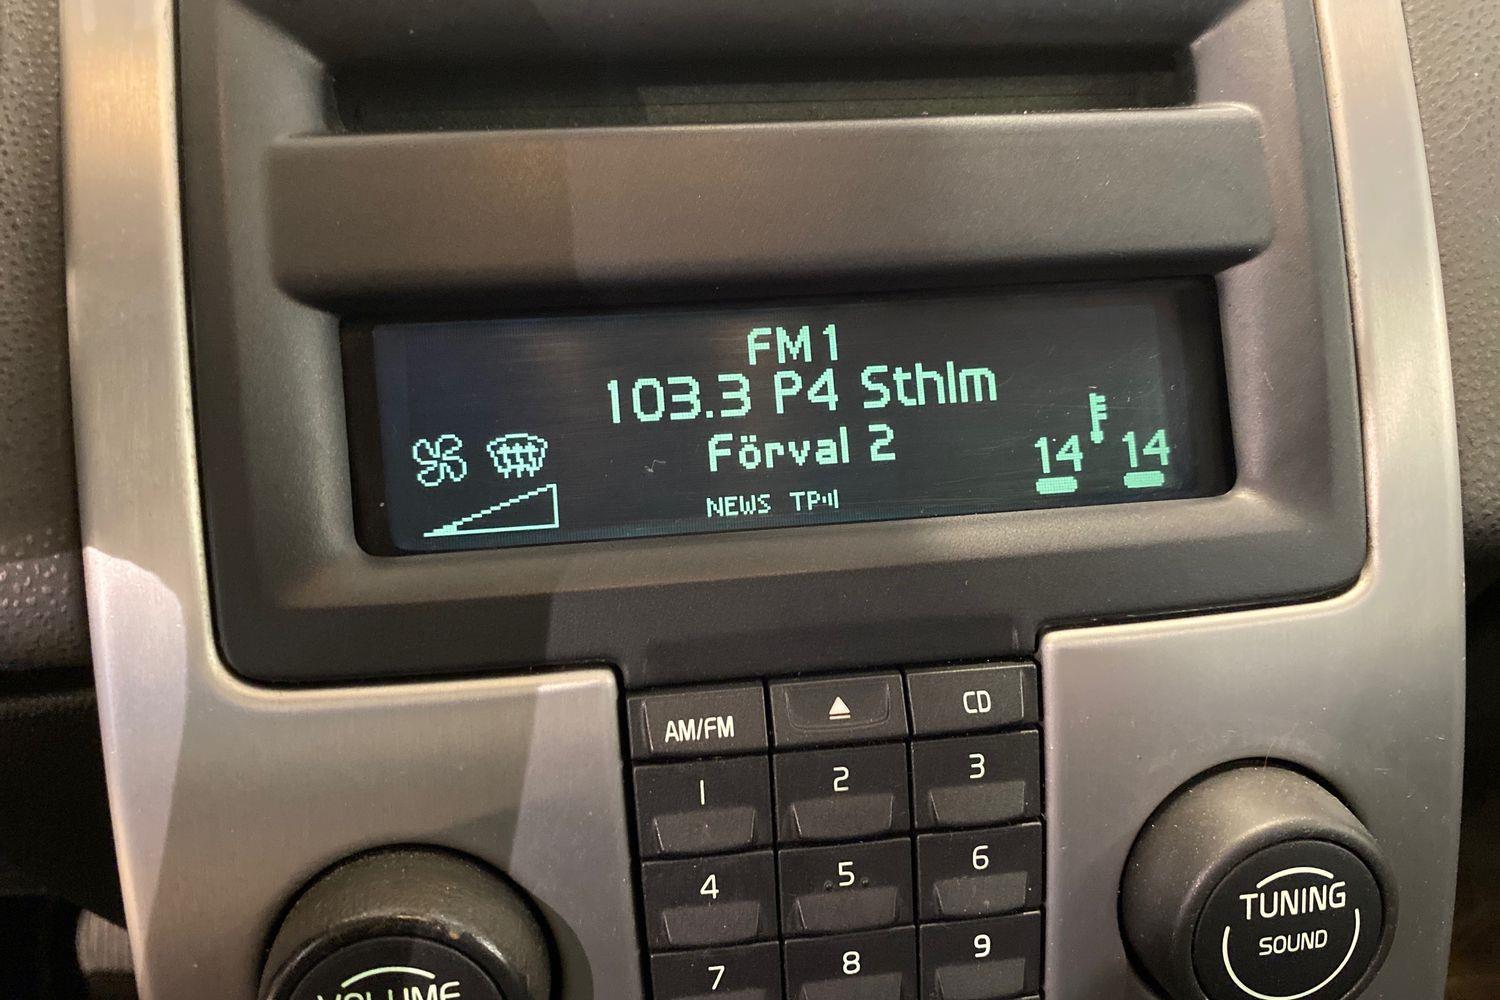 FM1
103.3 P4 Sthlm
Förval 2
14 14
NEWS TP
AM/FM
CD
1 2 3
4 5 6
7 8 9
VOLUME
TUNING
SOUND